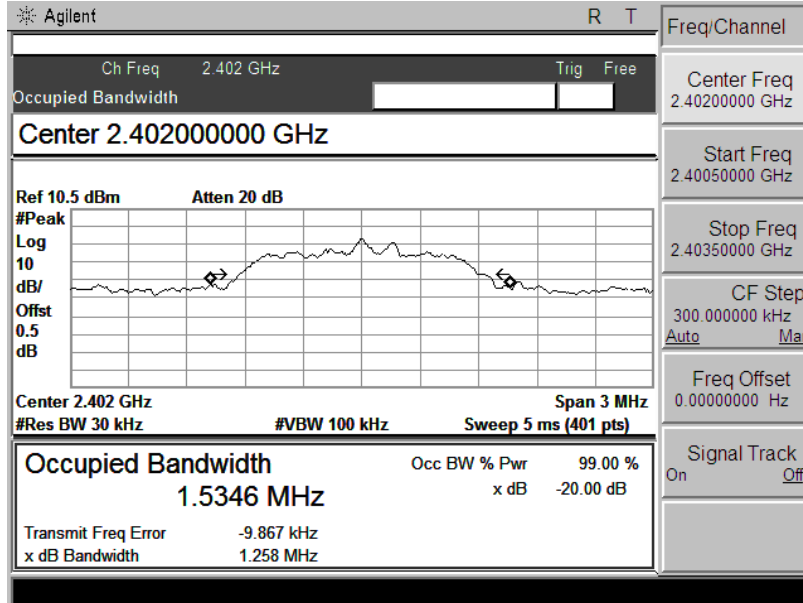 Agilent R T
Freq/Channel
Ch Freq 2.402 GHz Trig Free
Occupied Bandwidth
Center 2.402000000 GHz
Center Freq
2.40200000 GHz
Start Freq
2.40050000 GHz
Stop Freq
2.40350000 GHz
CF Step
300.000000 kHz
Auto Ma
Freq Offset
0.00000000 Hz
Signal Track
On Off
Ref 10.5 dBm Atten 20 dB
#Peak
Log
10
dB/
Offst
0.5
dB
Center 2.402 GHz Span 3 MHz
#Res BW 30 kHz #VBW 100 kHz Sweep 5 ms (401 pts)
Occupied Bandwidth Occ BW % Pwr 99.00 %
1.5346 MHz x dB -20.00 dB
Transmit Freq Error -9.867 kHz
x dB Bandwidth 1.258 MHz